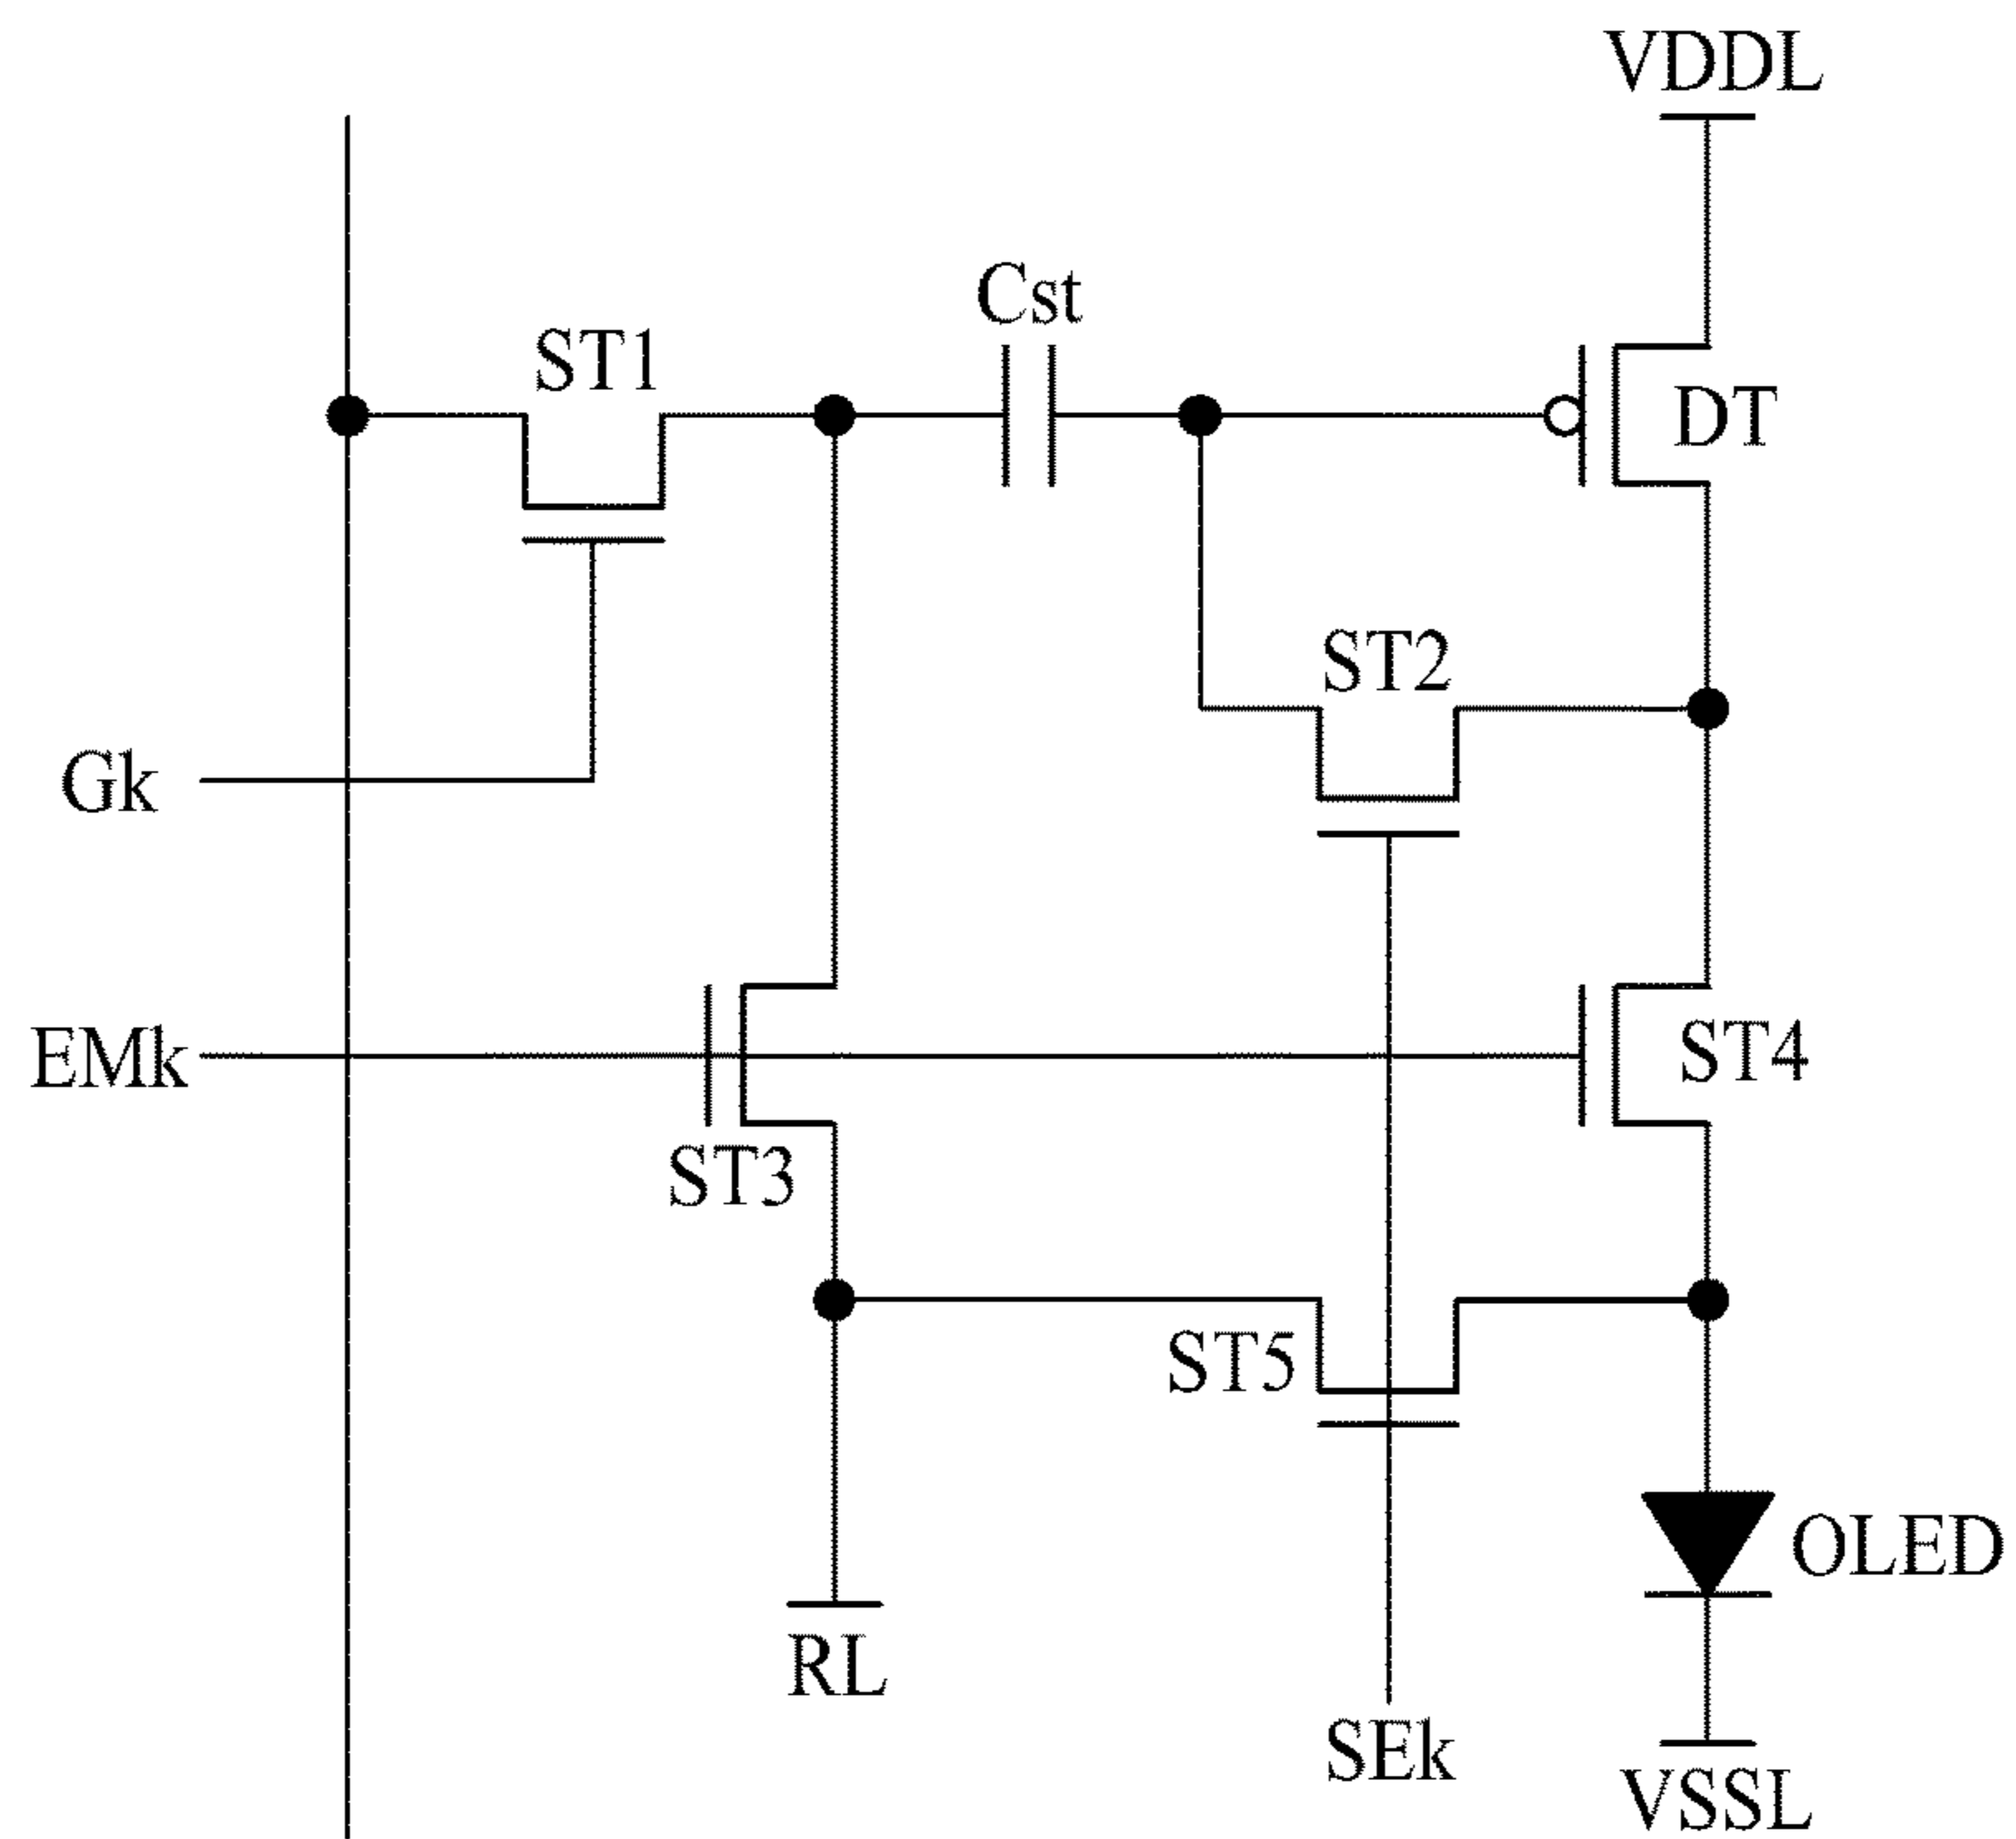 VDDL
Cst
ST1
DT
ST2
Gk
EMk
ST4
ST3
ST5
OLED
RL
SEk
VSSL